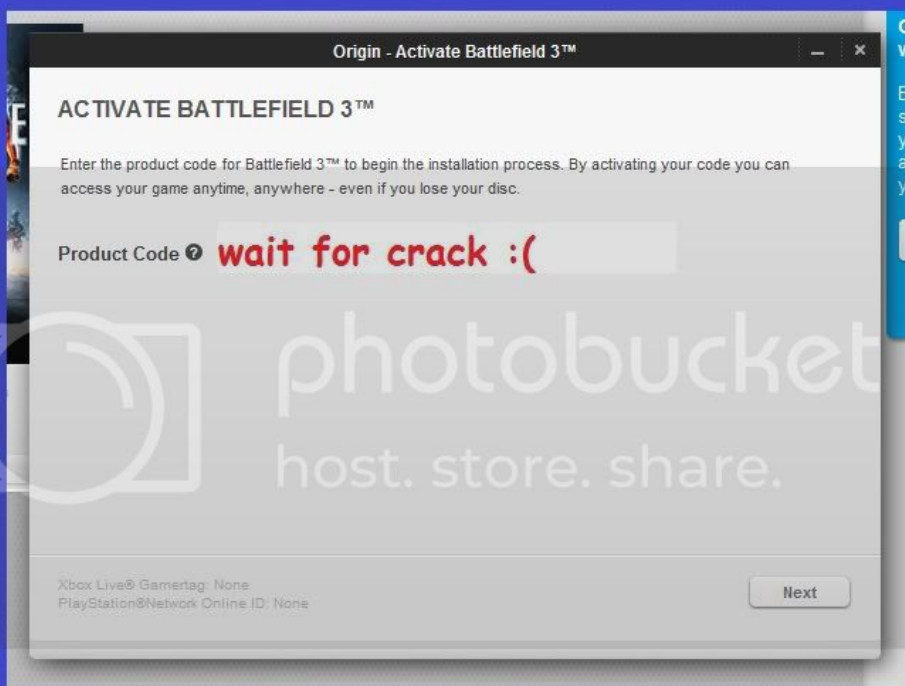 Origin - Activate Battlefield 3™
ACTIVATE BATTLEFIELD 3™
Enter the product code for Battlefield 3™ to begin the installation process. By activating your code you can
access your game anytime, anywhere - even if you lose your disc.
Product Code ? wait for crack :(
photobucket
host. store. share.
Xbox Live® Gamertag: None
PlayStation®Network Online ID: None
Next